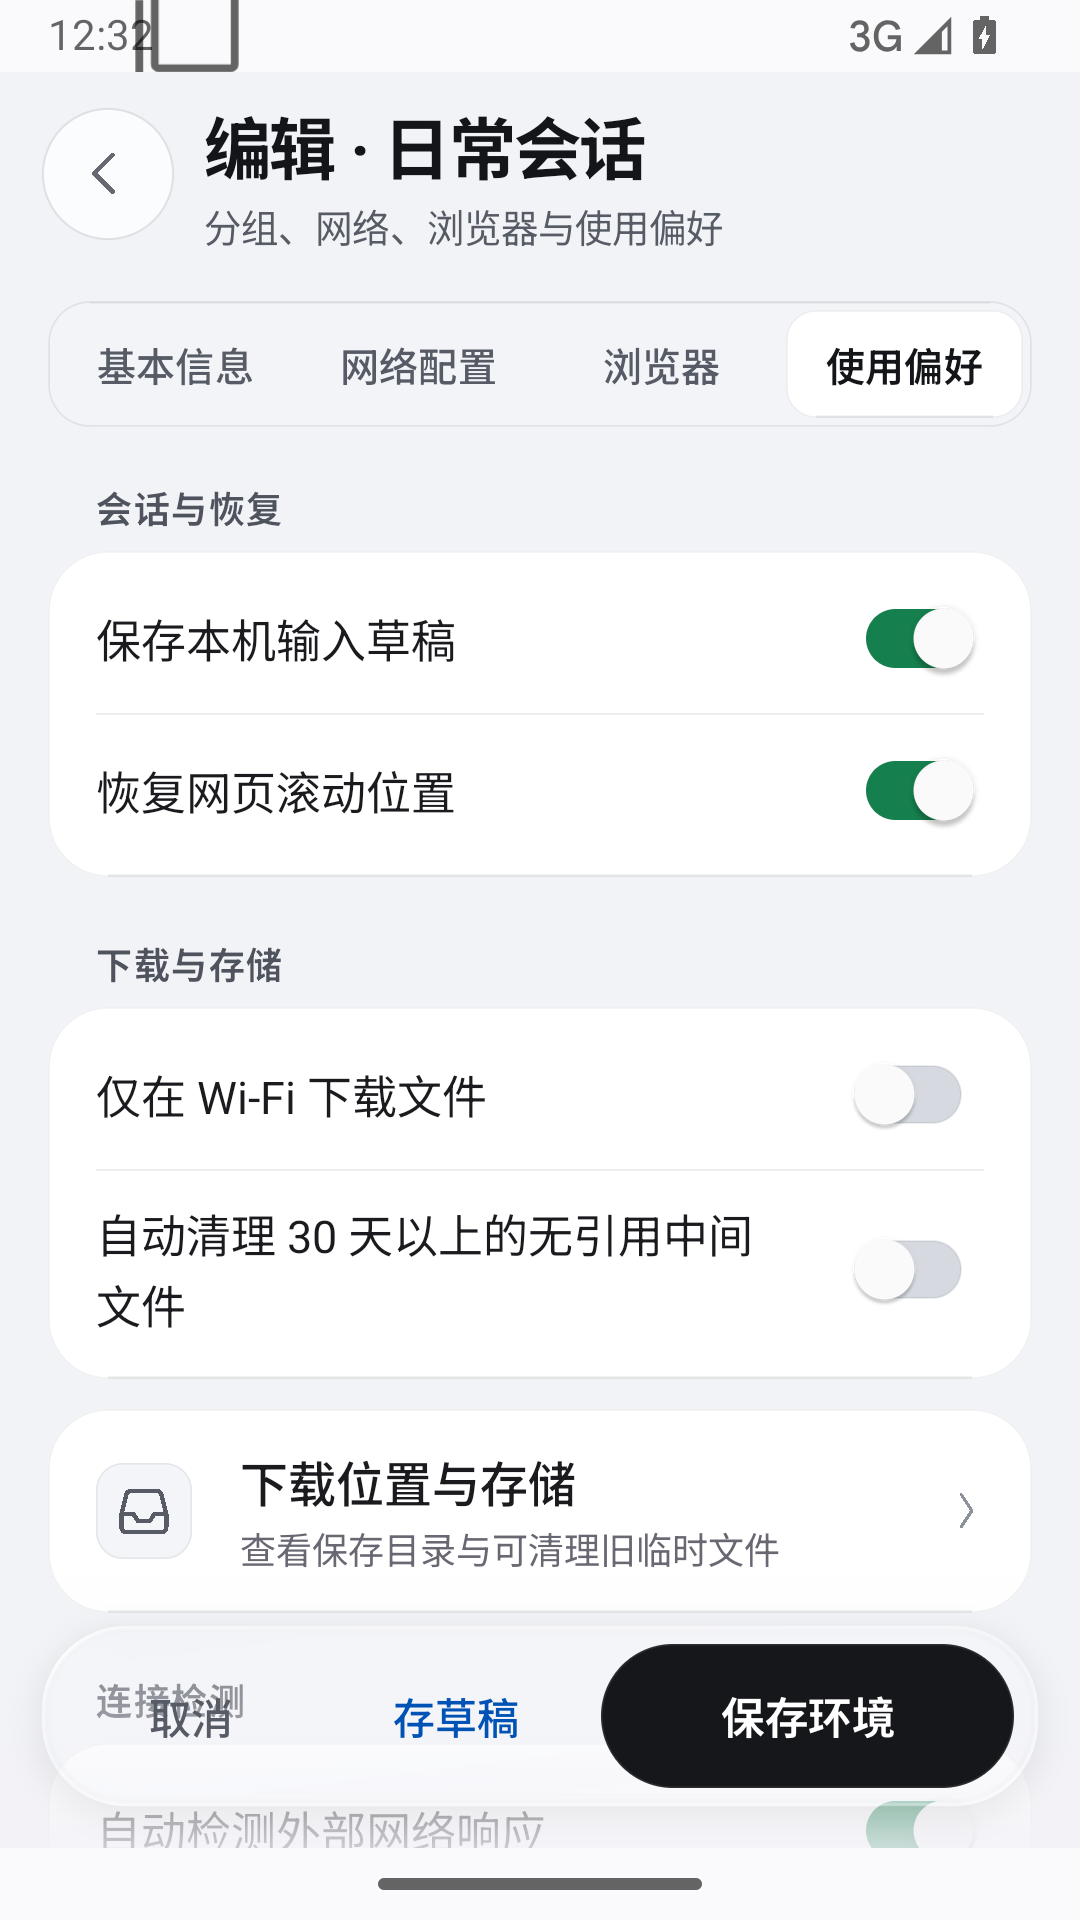 12:32
3G
编辑 · 日常会话
分组、网络、浏览器与使用偏好
基本信息
网络配置
浏览器
使用偏好
会话与恢复
保存本机输入草稿
恢复网页滚动位置
下载与存储
仅在 Wi-Fi 下载文件
自动清理 30 天以上的无引用中间
文件
下载位置与存储
查看保存目录与可清理旧临时文件
连接检测
取消
存草稿
保存环境
自动检测外部网络响应